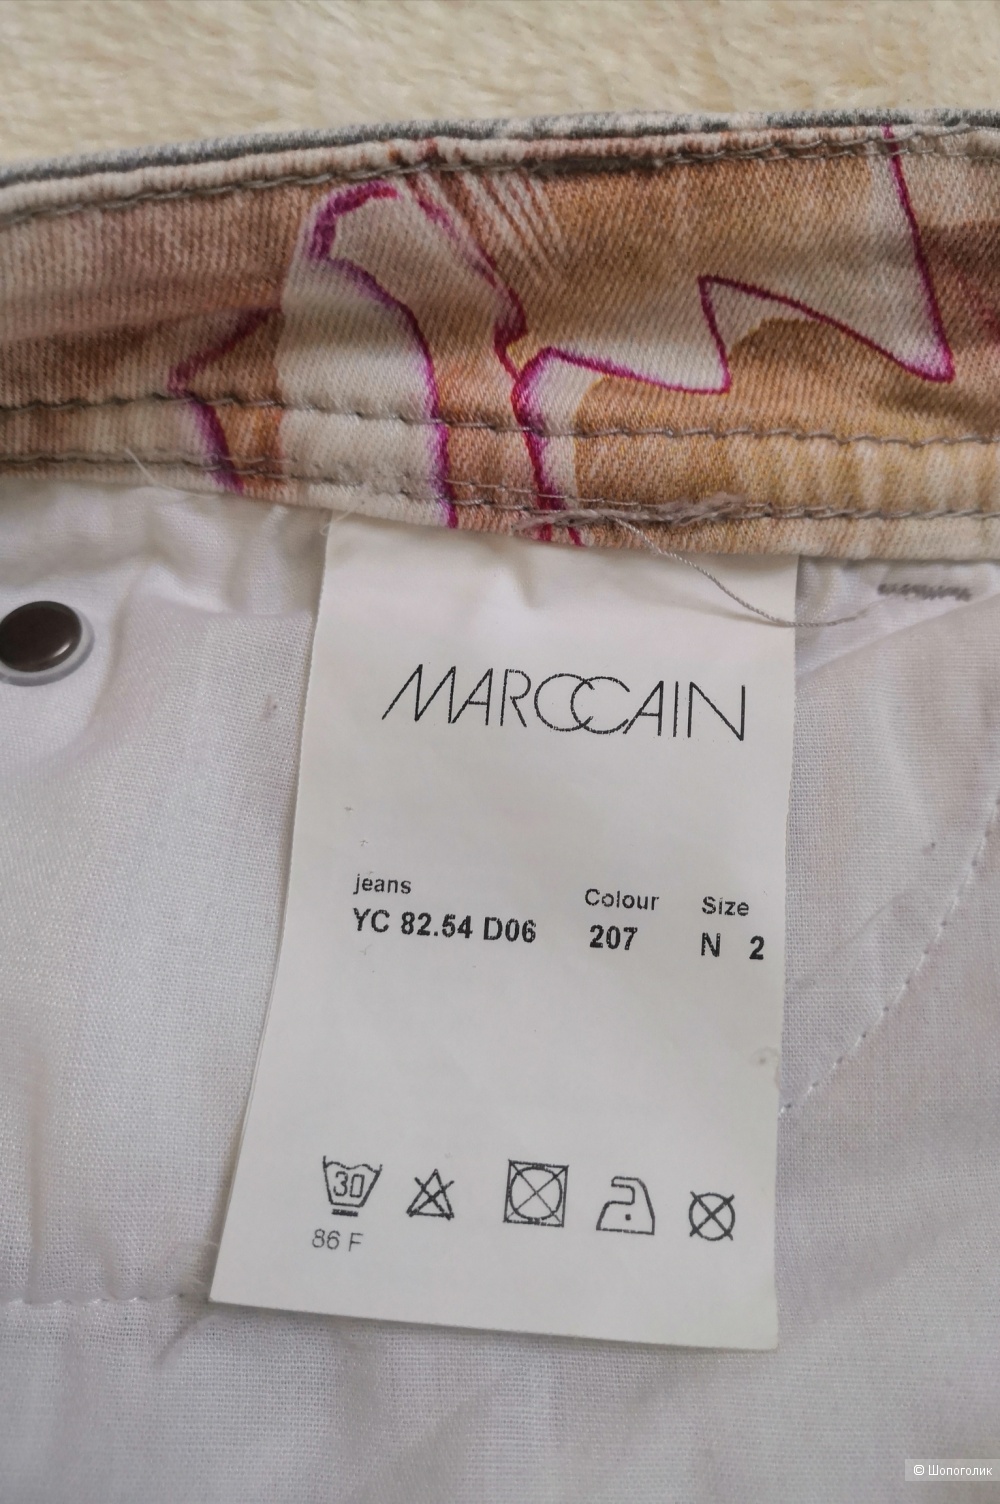 MARCCAIN
jeans Colour Size
YC 82.54 D06 207 N 2
30
86 F
© Шопоголик